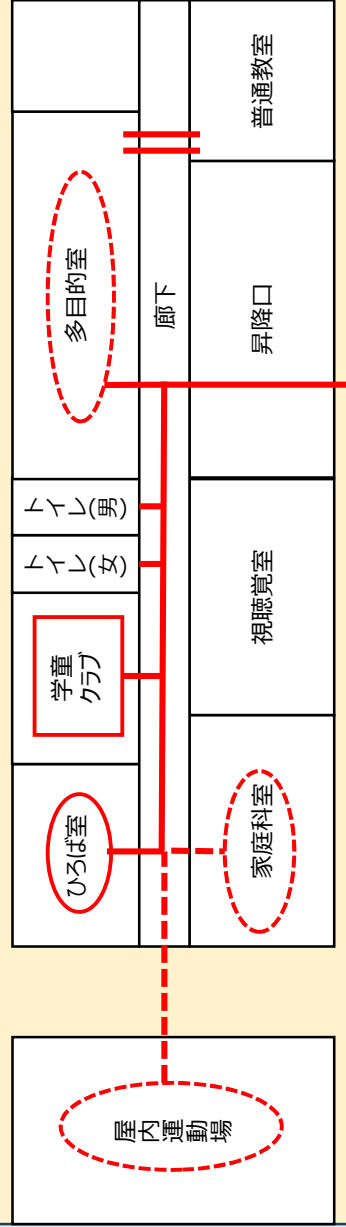 ひろば室
学童
クラブ
トイレ(女)
トイレ(男)
多目的室
屋内運動場
廊下
家庭科室
視聴覚室
昇降口
普通教室